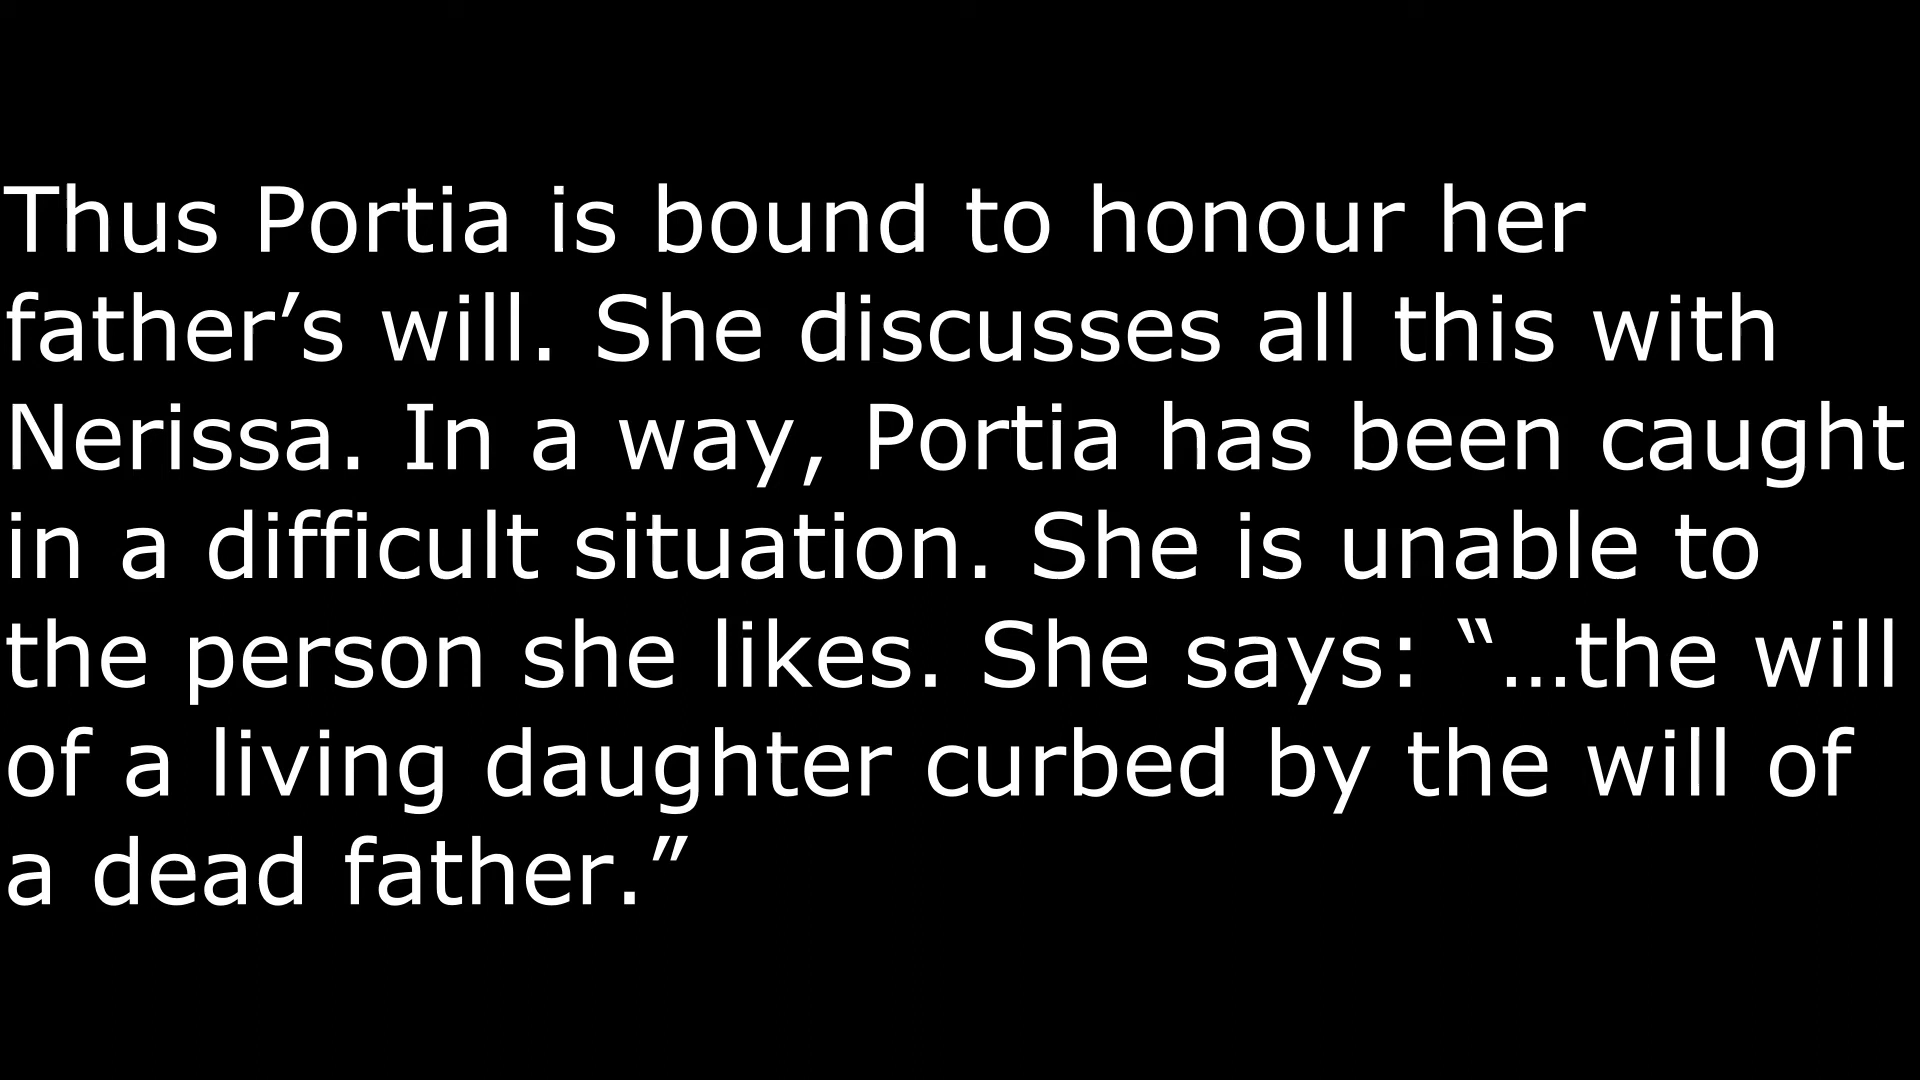 Thus Portia is bound to honour her
father’s will. She discusses all this with
Nerissa. In a way, Portia has been caught
in a difficult situation. She is unable to
the person she likes. She says: “…the will
of a living daughter curbed by the will of
a dead father.”